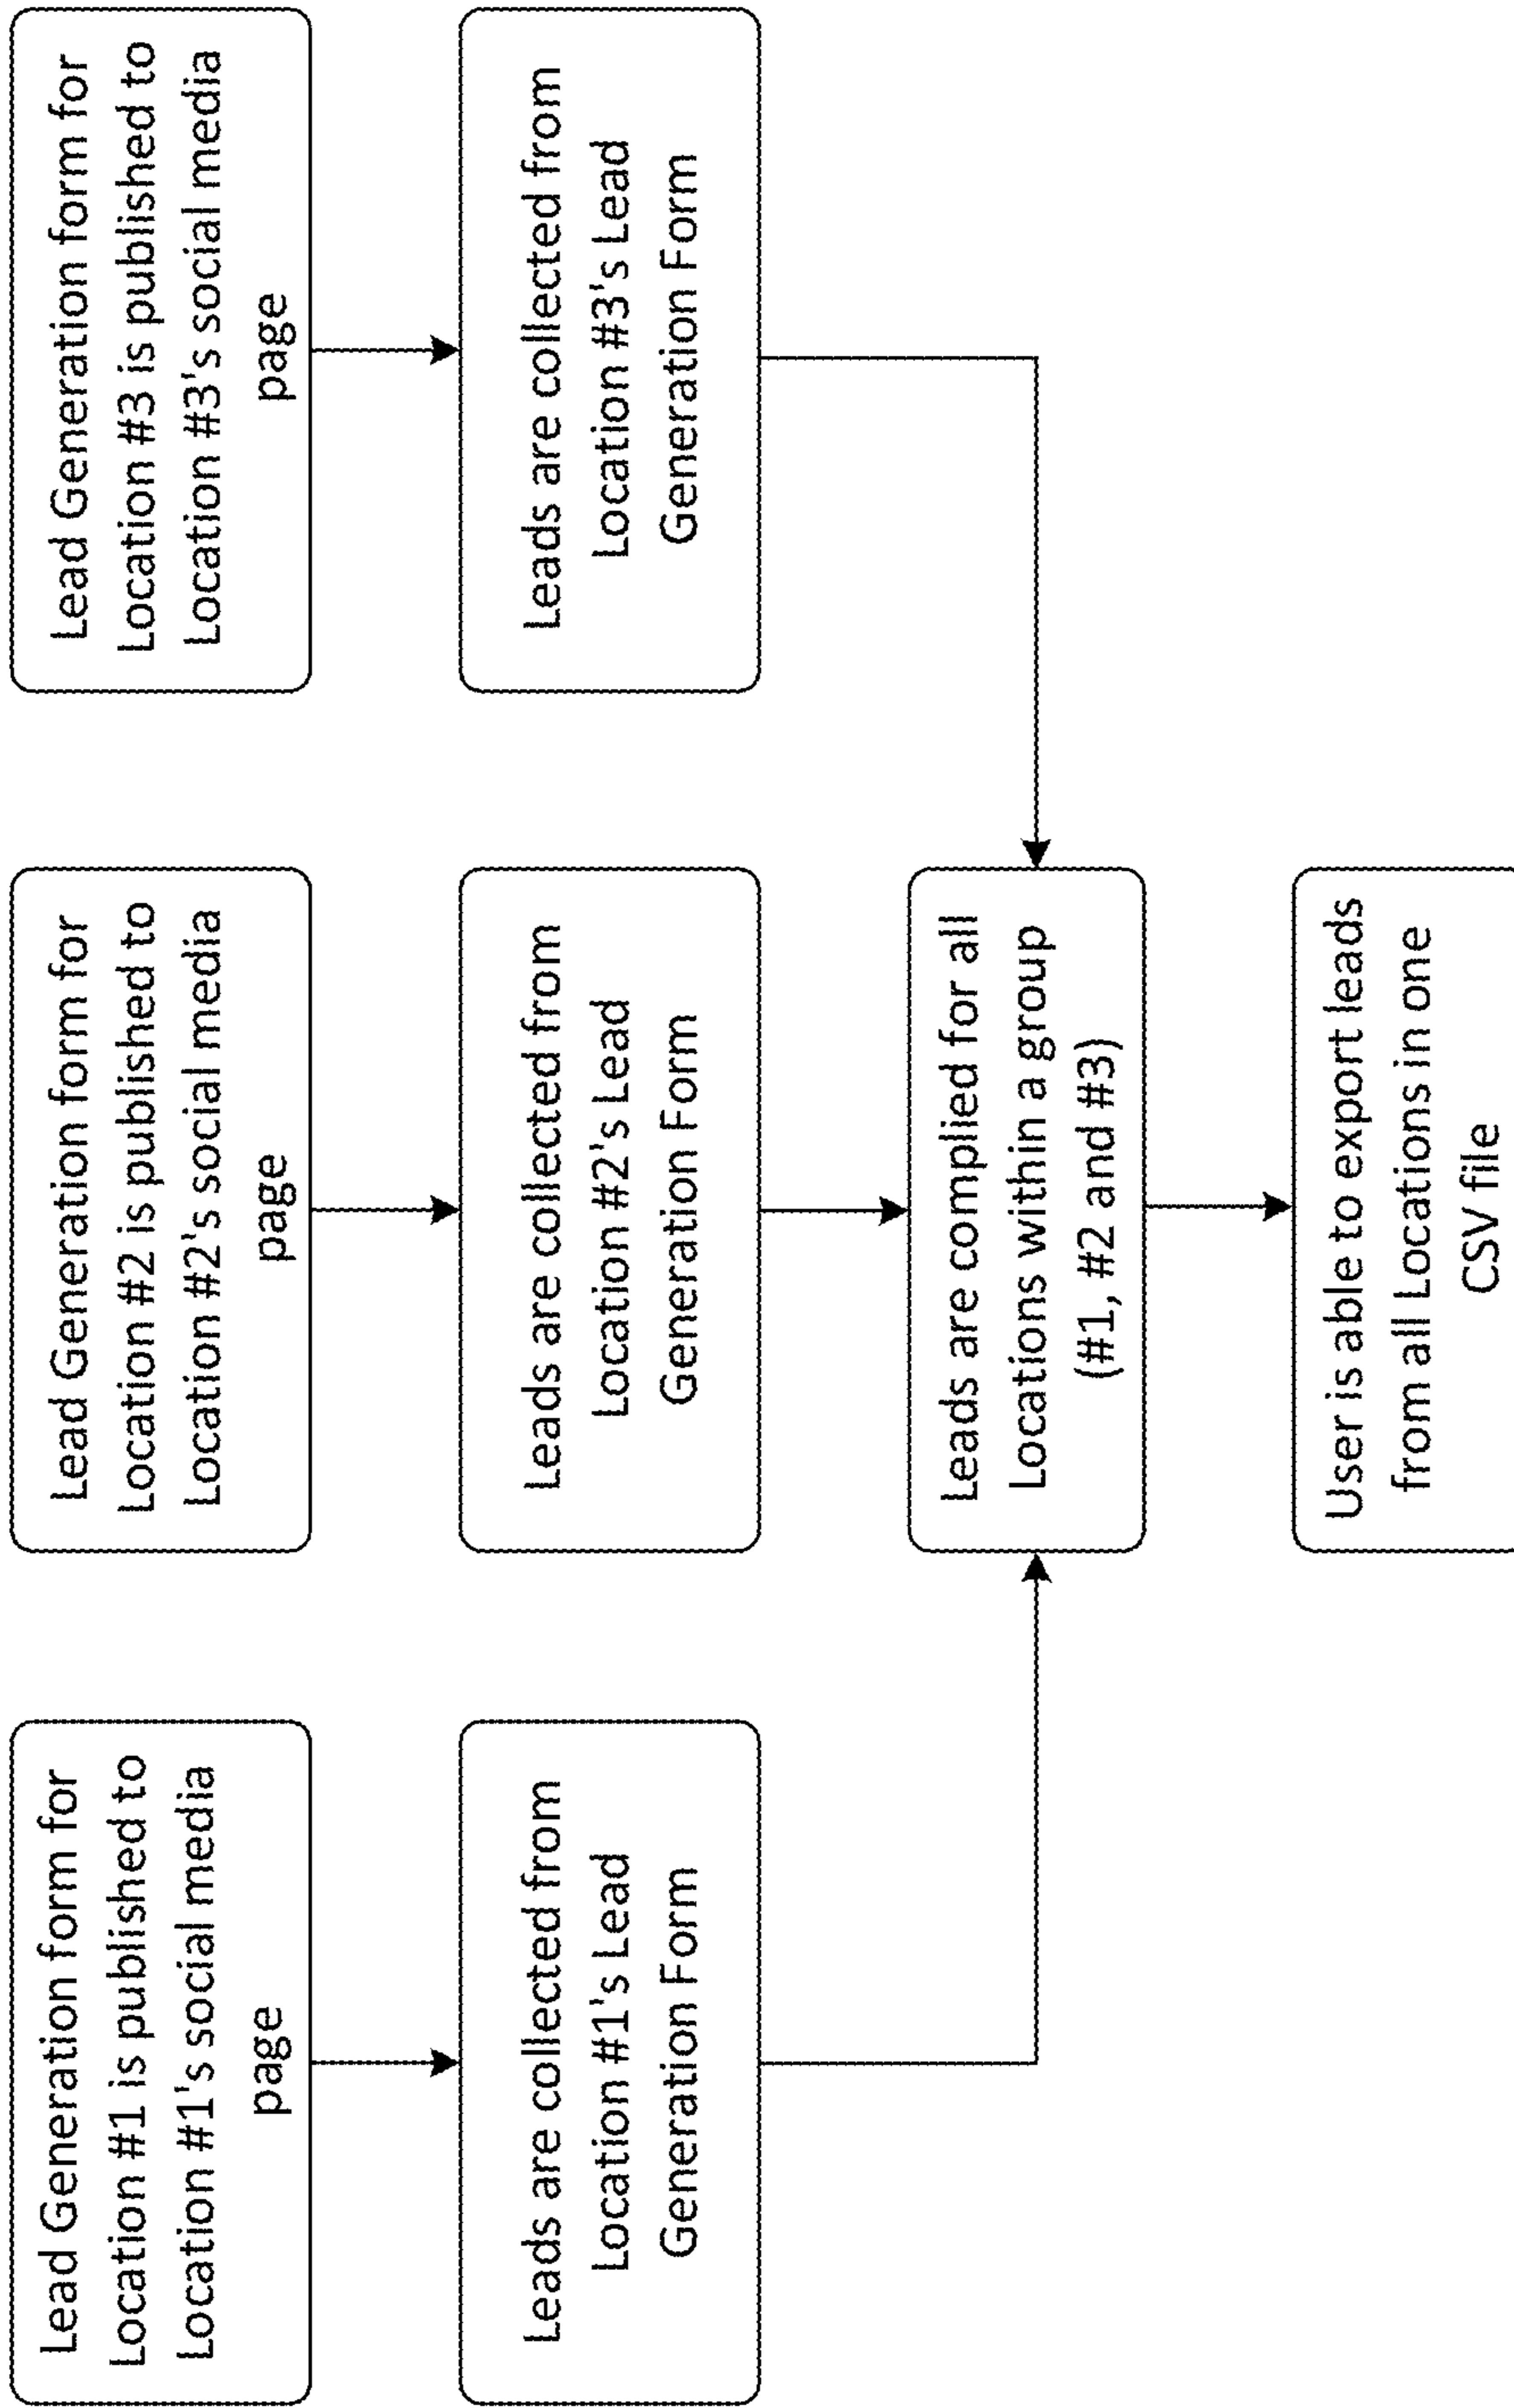 Lead Generation form for
Location #1 is published to
Location #1's social media
page
Lead Generation form for
Location #2 is published to
Location #2's social media
page
Lead Generation form for
Location #3 is published to
Location #3's social media
page
Leads are collected from
Location #1's Lead
Generation Form
Leads are collected from
Location #2's Lead
Generation Form
Leads are collected from
Location #3's Lead
Generation Form
Leads are complied for all
Locations within a group
(#1, #2 and #3)
User is able to export leads
from all Locations in one
CSV file